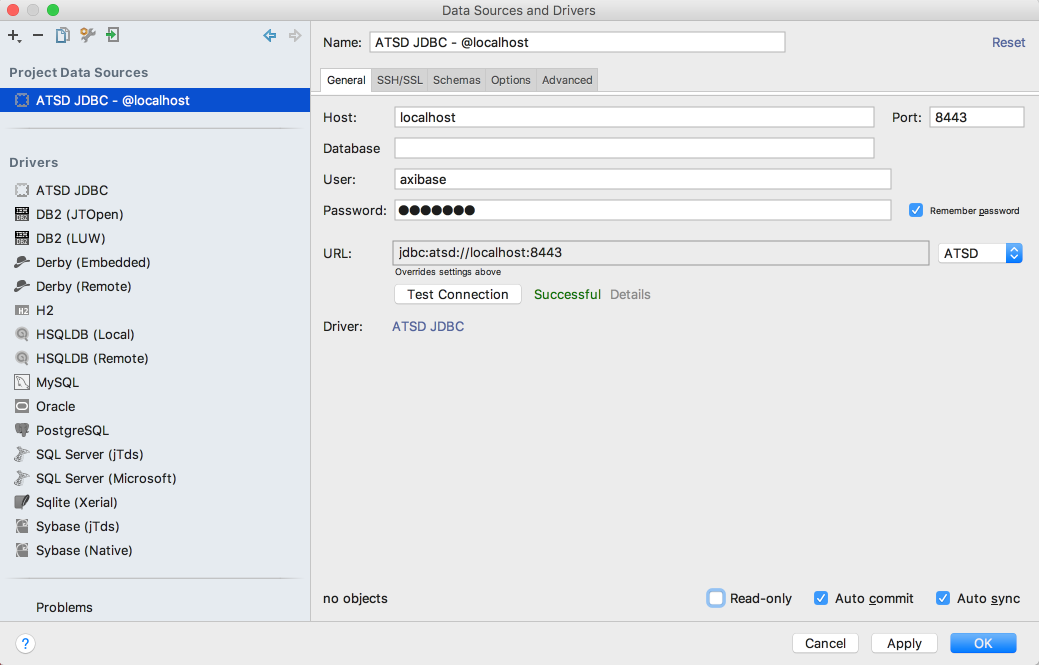 Data Sources and Drivers
Project Data Sources
ATSD JDBC - @localhost
Drivers
ATSD JDBC
DB2 (JTOpen)
DB2 (LUW)
Derby (Embedded)
Derby (Remote)
H2
HSQLDB (Local)
HSQLDB (Remote)
MySQL
Oracle
PostgreSQL
SQL Server (jTds)
SQL Server (Microsoft)
Sqlite (Xerial)
Sybase (jTds)
Sybase (Native)
Problems
?
Name: ATSD JDBC - @localhost Reset
General SSH/SSL Schemas Options Advanced
Host: localhost Port: 8443
Database
User: axibase
Password: ●●●●●●● Remember password
URL: jdbc:atsd://localhost:8443 ATSD
Overrides settings above
Test Connection Successful Details
Driver: ATSD JDBC
no objects Read-only Auto commit Auto sync
Cancel Apply OK